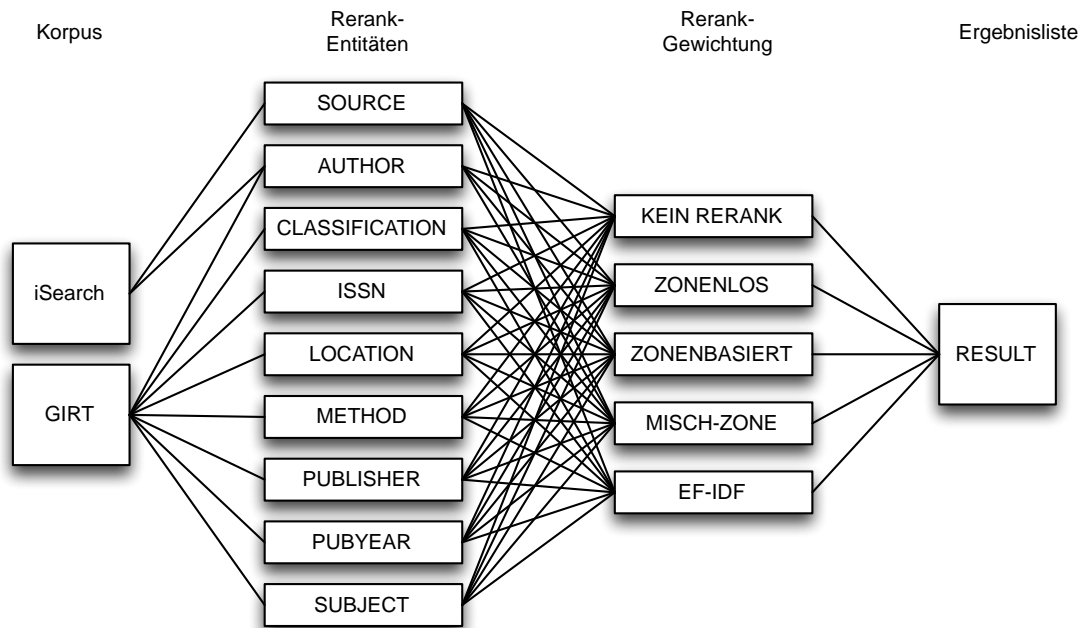 Korpus
Rerank-
Entitäten
Rerank-
Gewichtung
Ergebnisliste
iSearch
GIRT
SOURCE
AUTHOR
CLASSIFICATION
ISSN
LOCATION
METHOD
PUBLISHER
PUBYEAR
SUBJECT
KEIN RERANK
ZONENLOS
ZONENBASIERT
MISCH-ZONE
EF-IDF
RESULT